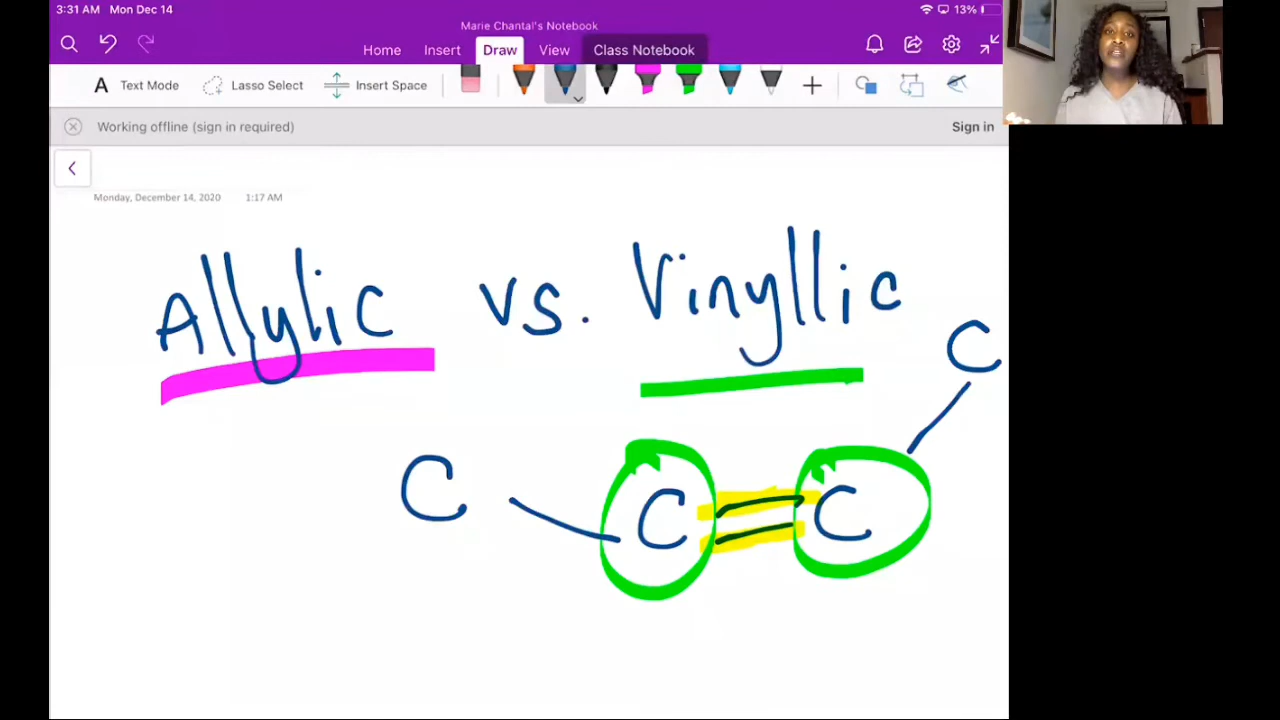 3:31 AM Mon Dec 14 13%
Marie Chantal's Notebook
Home Insert Draw View Class Notebook
A Text Mode Lasso Select Insert Space
Working offline (sign in required) Sign in
Monday, December 14, 2020 1:17 AM
Allylic vs. Vinyllic
C
C C C